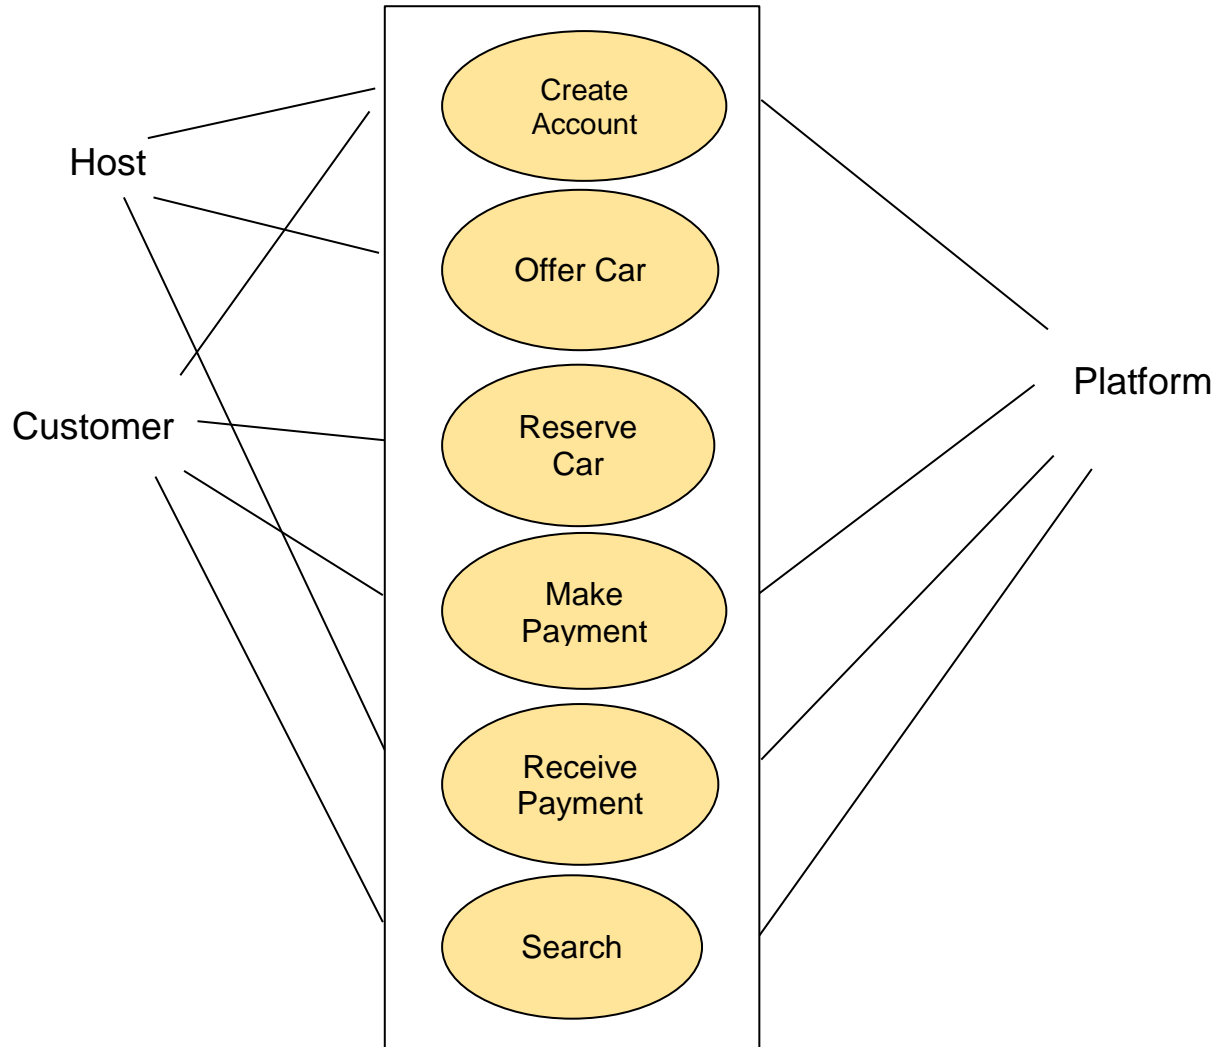 Create
Account
Host
Offer Car
Platform
Customer
Reserve
Car
Make
Payment
Receive
Payment
Search